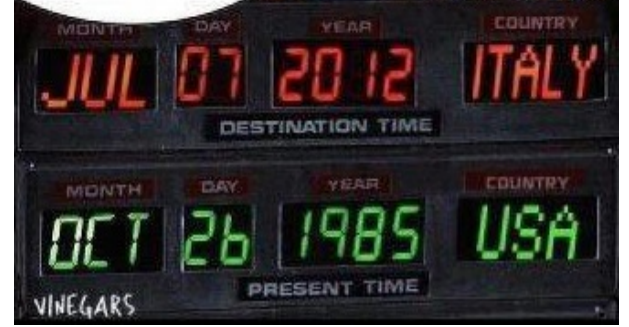 MONTH DAY YEAR COUNTRY
JUL 07 2012 ITALY
DESTINATION TIME
MONTH DAY YEAR COUNTRY
OCT 26 1985 USA
PRESENT TIME
VINEGARS